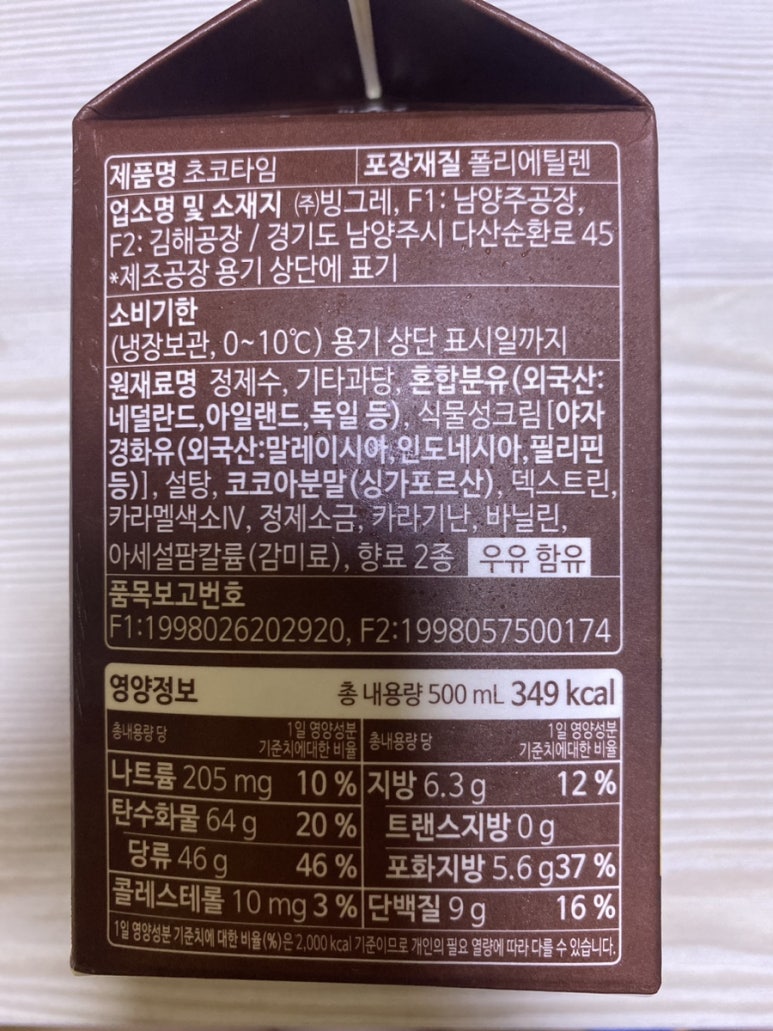 제품명 초코타임 포장재질 폴리에틸렌
업소명 및 소재지 ㈜빙그레, F1: 남양주공장,
F2: 김해공장 / 경기도 남양주시 다산순환로 45
*제조공장 용기 상단에 표기
소비기한
(냉장보관, 0~10℃) 용기 상단 표시일까지
원재료명 정제수, 기타과당, 혼합분유(외국산:
네덜란드,아일랜드,독일 등), 식물성크림[야자
경화유(외국산:말레이시아,인도네시아,필리핀
등)], 설탕, 코코아분말(싱가포르산), 덱스트린,
카라멜색소Ⅳ, 정제소금, 카라기난, 바닐린,
아세설팜칼륨(감미료), 향료 2종 우유 함유
품목보고번호
F1:1998026202920, F2:1998057500174
영양정보 총 내용량 500 mL 349 kcal
총내용량 당 1일 영양성분 기준치에대한 비율 총내용량 당 1일 영양성분 기준치에대한 비율
나트륨 205 mg 10 % 지방 6.3 g 12 %
탄수화물 64 g 20 % 트랜스지방 0 g
당류 46 g 46 % 포화지방 5.6 g 37 %
콜레스테롤 10 mg 3 % 단백질 9 g 16 %
1일 영양성분 기준치에 대한 비율(%)은 2,000 kcal 기준이므로 개인의 필요 열량에 따라 다를 수 있습니다.